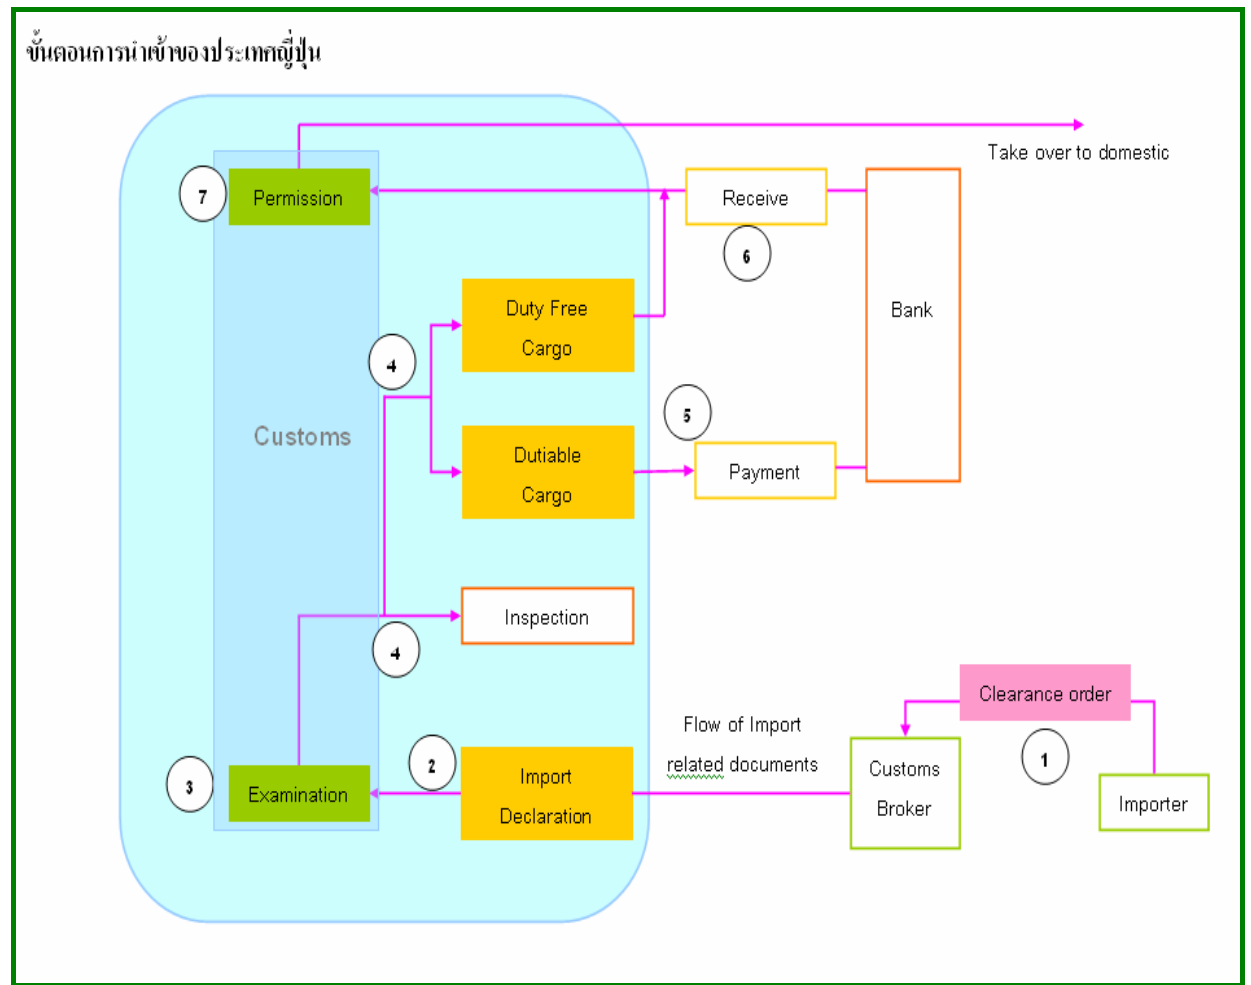 ขั้นตอนการนำเข้าของประเทศญี่ปุ่น
Take over to domestic
7
Permission
Receive
6
Bank
Duty Free
Cargo
4
5
Customs
Dutiable
Cargo
Payment
Inspection
4
Clearance order
1
Flow of Import
related documents
Customs
Broker
Importer
2
Import
Declaration
3
Examination